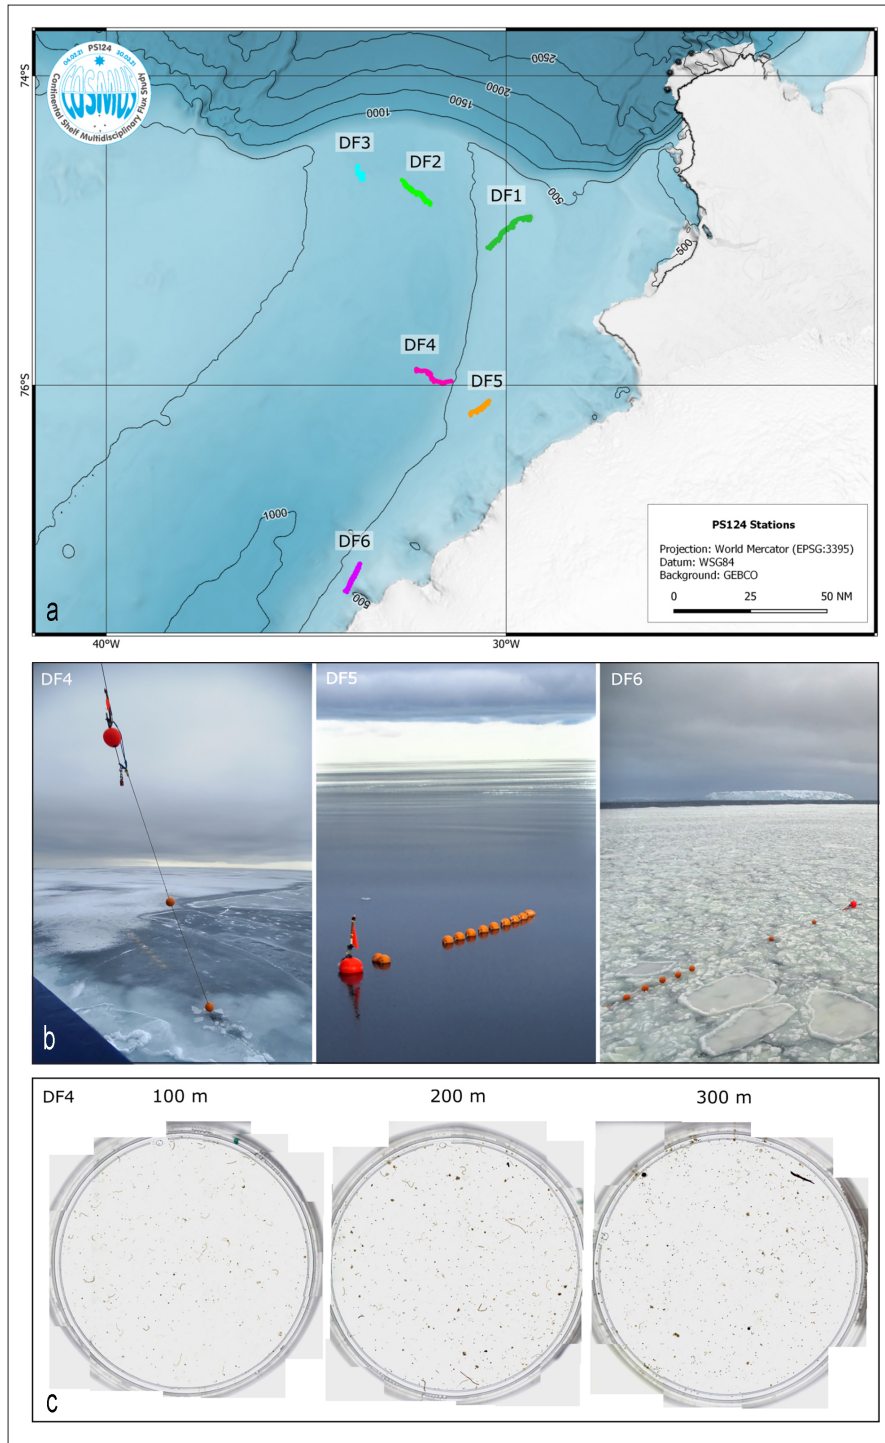 PS124
04.02.21
30.03.21
COSMUS
Continental Shelf Multidisciplinary Flux Study
74°S
2500
2000
1500
1000
DF3
DF2
DF1
500
500
DF4
76°S
DF5
1000
DF6
500
PS124 Stations
Projection: World Mercator (EPSG:3395)
Datum: WSG84
Background: GEBCO
0 25 50 NM
a
40°W 30°W
DF4 DF5 DF6
b
DF4 100 m 200 m 300 m
c